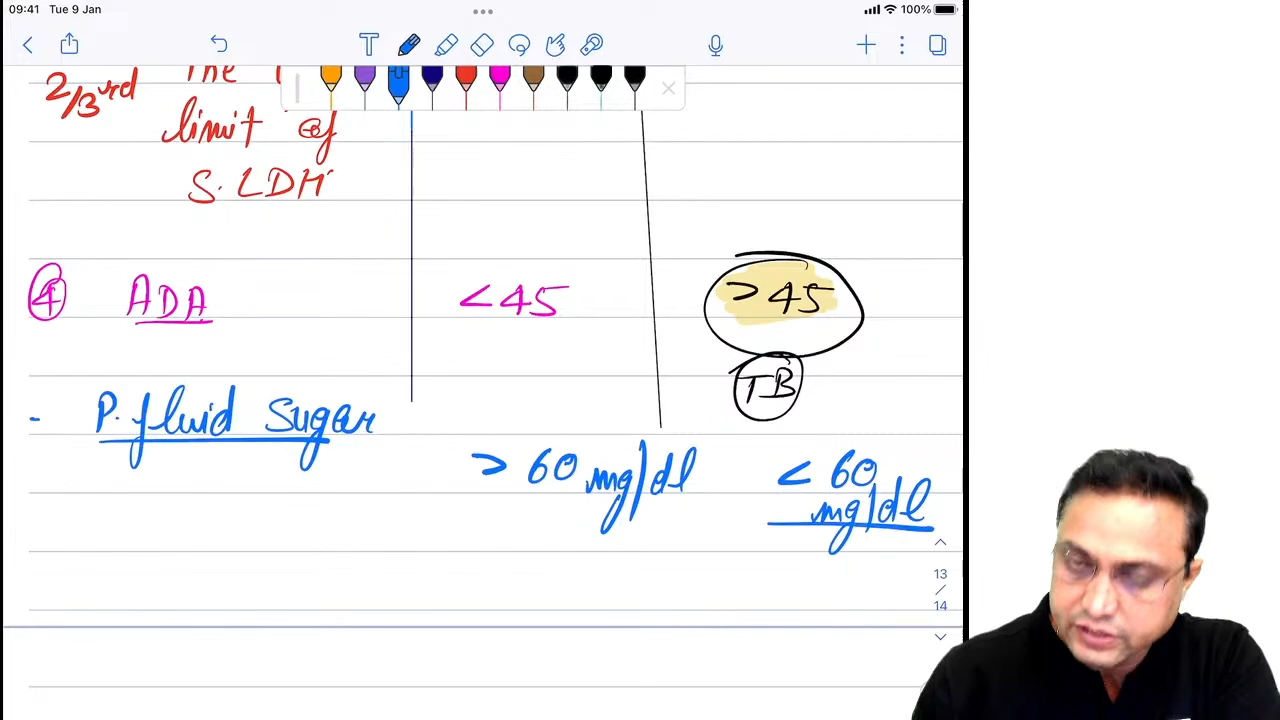 09:41 Tue 9 Jan
100%
T
2/3rd
The
limit of
S. LDH
4 ADA <45 >45
TB
- P. fluid Sugar
> 60 mg/dl < 60
mg/dl
13
/
14